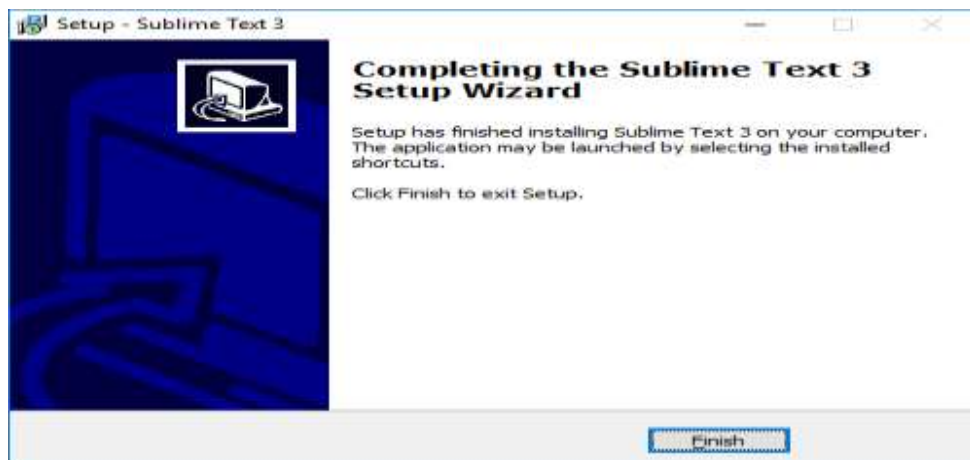 Setup - Sublime Text 3
Completing the Sublime Text 3
Setup Wizard
Setup has finished installing Sublime Text 3 on your computer.
The application may be launched by selecting the installed
shortcuts.
Click Finish to exit Setup.
Finish